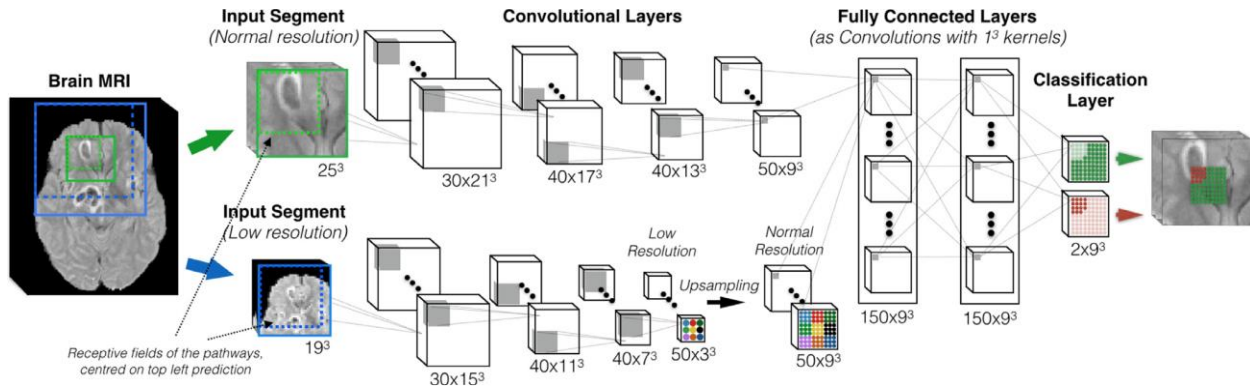 Brain MRI
Input Segment
(Normal resolution)
25³
Convolutional Layers
30x21³
40x17³
40x13³
50x9³
Fully Connected Layers
(as Convolutions with 1³ kernels)
150x9³
150x9³
Classification
Layer
2x9³
Input Segment
(Low resolution)
19³
30x15³
40x11³
40x7³
Low
Resolution
50x3³
Upsampling
Normal
Resolution
50x9³
Receptive fields of the pathways,
centred on top left prediction